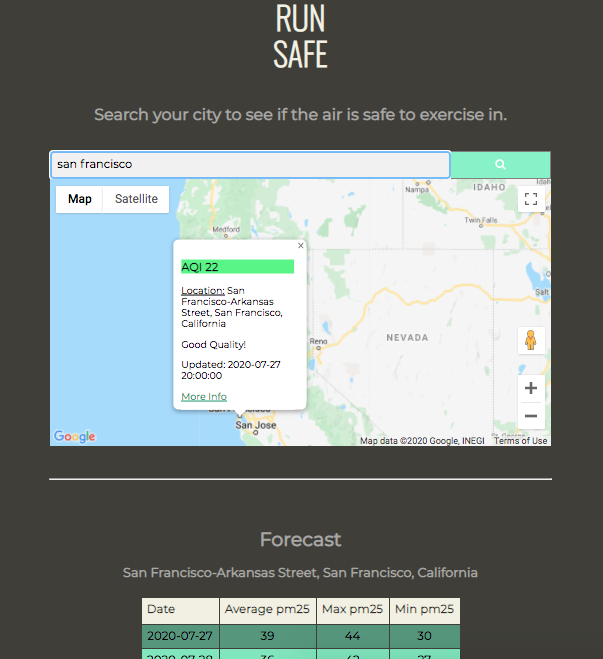 RUN
SAFE
Search your city to see if the air is safe to exercise in.
san francisco
Map Satellite
Nampa
IDAHO
Idaho
Twin Falls
Medford
×
AQI 22
Location: San
Francisco-Arkansas
Street, San Francisco,
California
Good Quality!
Updated: 2020-07-27
20:00:00
More Info
Salt
Reno
NEVADA
San Jose
+
−
Google
Map data ©2020 Google, INEGI Terms of Use
Forecast
San Francisco-Arkansas Street, San Francisco, California
Date Average pm25 Max pm25 Min pm25
2020-07-27 39 44 30